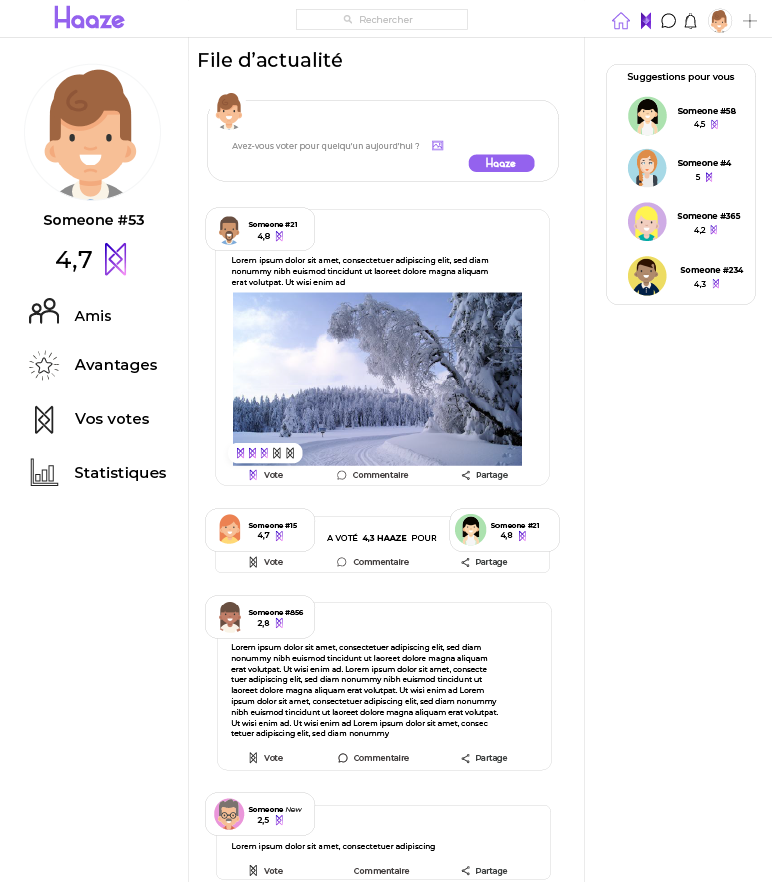 Haaze
Rechercher
File d’actualité
Someone #53
4,7
Amis
Avantages
Vos votes
Statistiques
Avez-vous voter pour quelqu'un aujourd'hui ?
Haaze
Someone #21
4,8
Lorem ipsum dolor sit amet, consectetuer adipiscing elit, sed diam
nonummy nibh euismod tincidunt ut laoreet dolore magna aliquam
erat volutpat. Ut wisi enim ad
Vote Commentaire Partage
Someone #15
4,7
A VOTÉ 4,3 HAAZE POUR
Someone #21
4,8
Vote Commentaire Partage
Someone #856
2,8
Lorem ipsum dolor sit amet, consectetuer adipiscing elit, sed diam
nonummy nibh euismod tincidunt ut laoreet dolore magna aliquam
erat volutpat. Ut wisi enim ad. Lorem ipsum dolor sit amet, consecte
tuer adipiscing elit, sed diam nonummy nibh euismod tincidunt ut
laoreet dolore magna aliquam erat volutpat. Ut wisi enim ad Lorem
ipsum dolor sit amet, consectetuer adipiscing elit, sed diam nonummy
nibh euismod tincidunt ut laoreet dolore magna aliquam erat volutpat.
Ut wisi enim ad. Ut wisi enim ad Lorem ipsum dolor sit amet, consec
tetuer adipiscing elit, sed diam nonummy
Vote Commentaire Partage
Someone New
2,5
Lorem ipsum dolor sit amet, consectetuer adipiscing
Vote Commentaire Partage
Suggestions pour vous
Someone #58
4,5
Someone #4
5
Someone #365
4,2
Someone #234
4,3